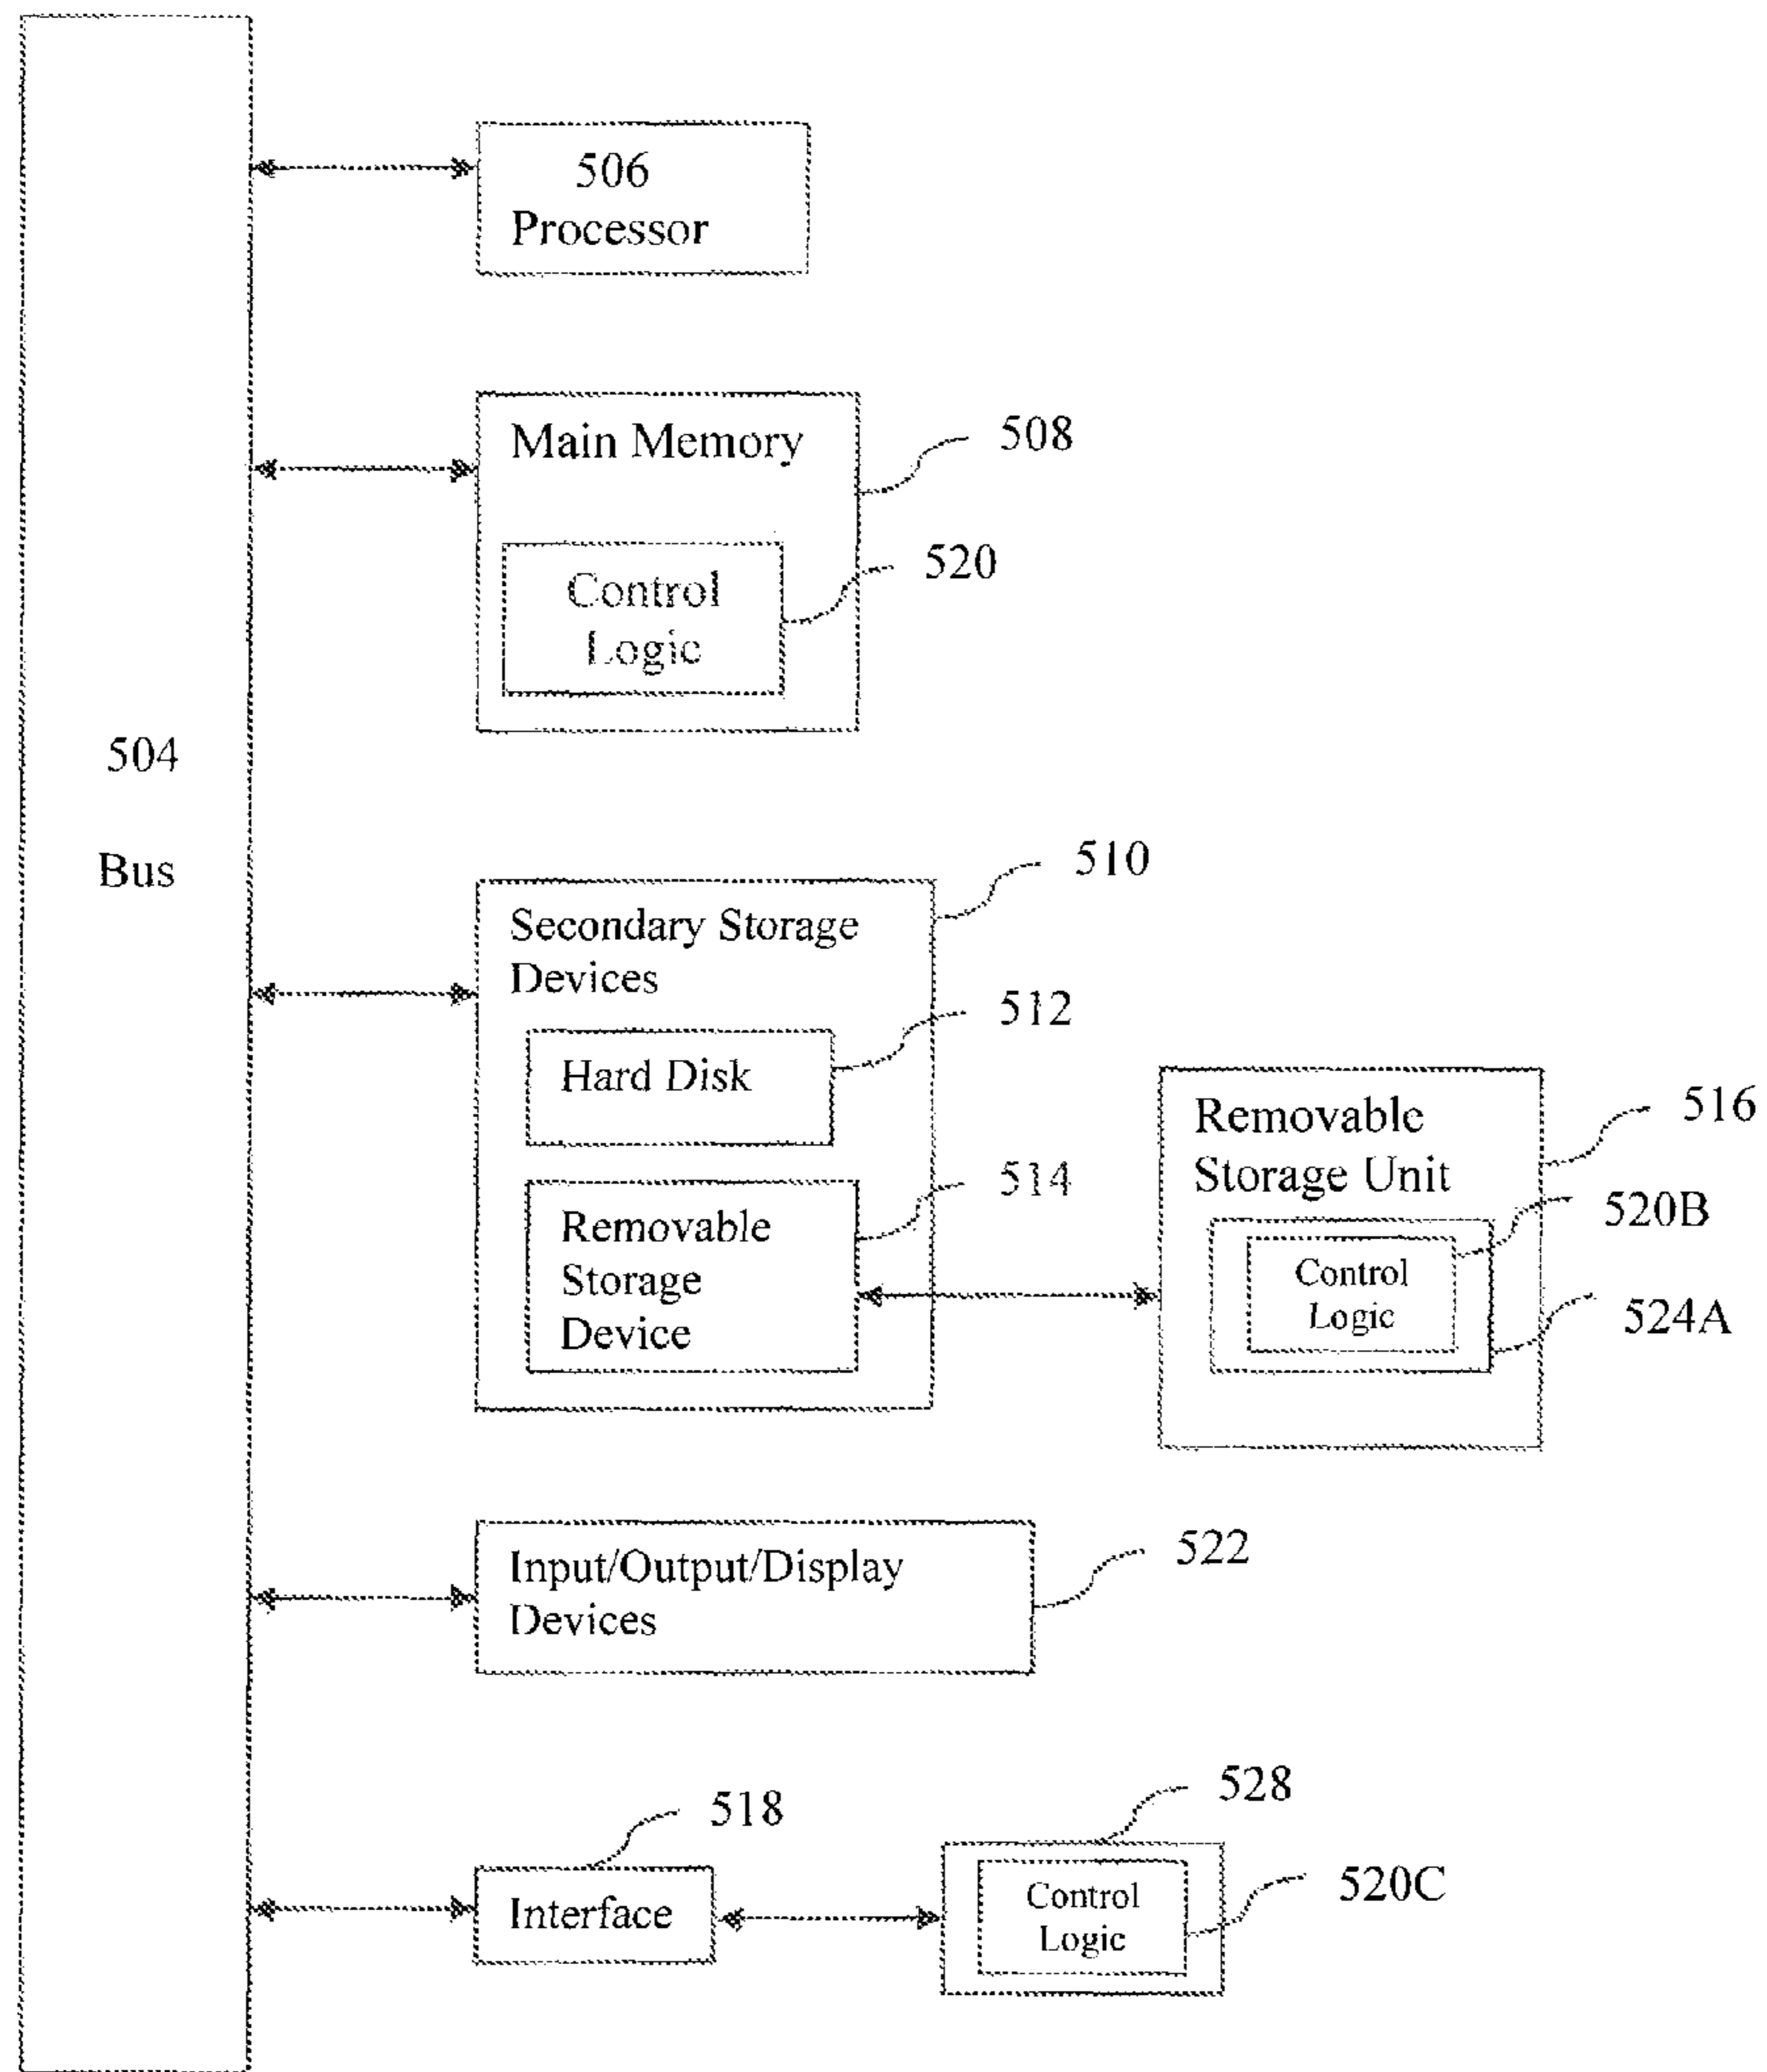 506
Processor
Main Memory
508
Control
Logic
520
504
Bus
510
Secondary Storage
Devices
512
Hard Disk
514
Removable
Storage
Device
Removable
Storage Unit
516
520B
Control
Logic
524A
Input/Output/Display
Devices
522
518
Interface
528
Control
Logic
520C